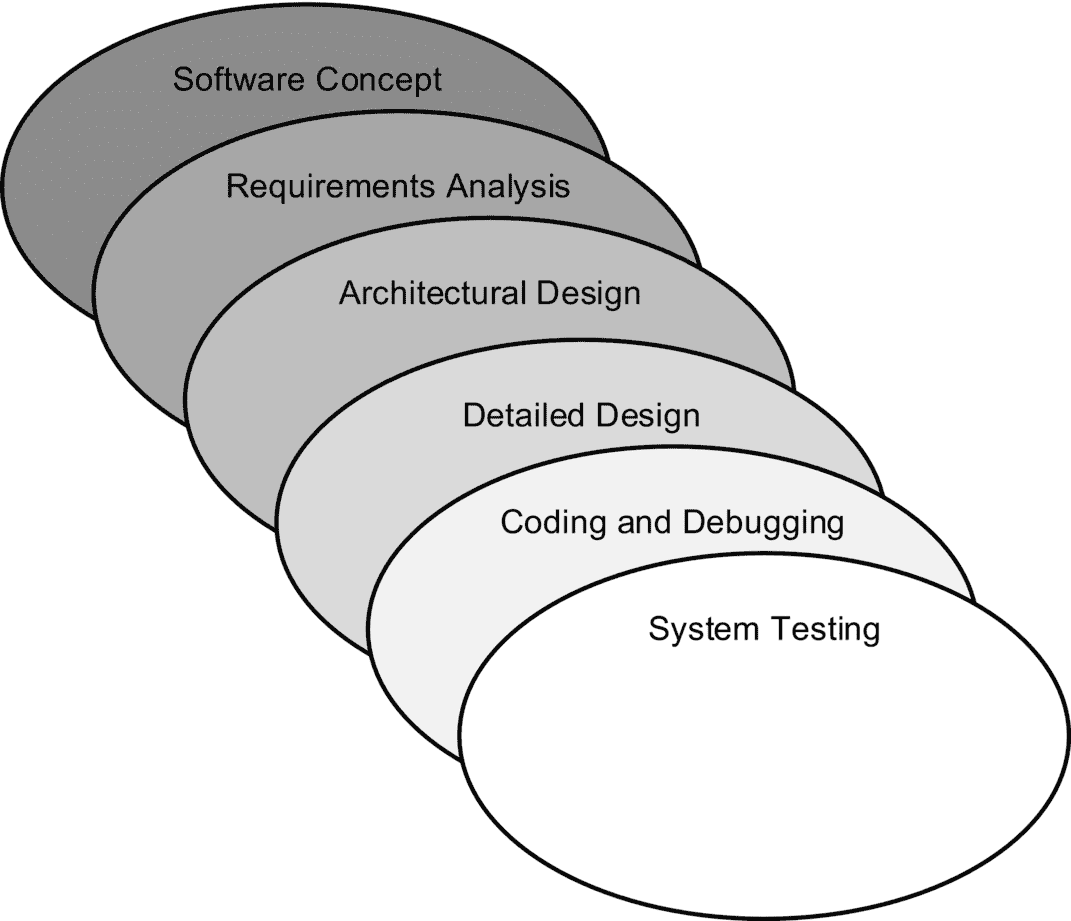 Software Concept
Requirements Analysis
Architectural Design
Detailed Design
Coding and Debugging
System Testing